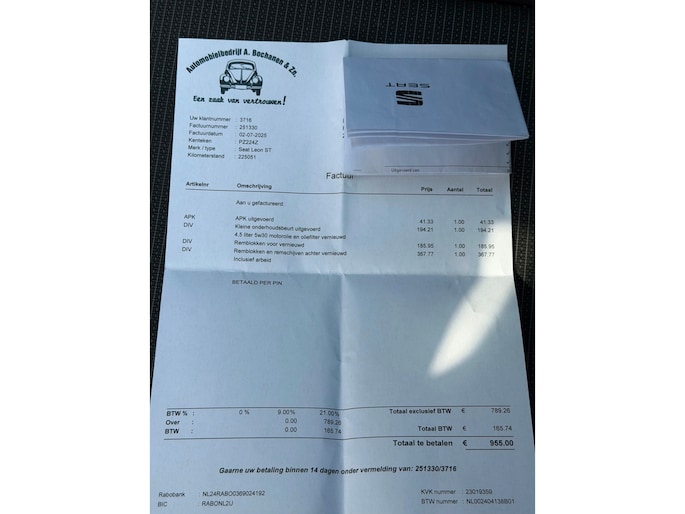 Automobielbedrijf A. Bochanen & Zn.
Een zaak van vertrouwen!
SEAT
Uw klantnummer : 3716
Factuurnummer : 251330
Factuurdatum : 02-07-2025
Kenteken : PZ224Z
Merk / type : Seat Leon ST
Kilometerstand : 225051
Uitgevoerd van
Factuur
Artikelnr Omschrijving Prijs Aantal Totaal
Aan u gefactureerd:
APK APK uitgevoerd 41.33 1.00 41.33
DIV Kleine onderhoudsbeurt uitgevoerd 194.21 1.00 194.21
4.5 liter 5w30 motorolie en oliefilter vernieuwd
DIV Remblokken voor vernieuwd 185.95 1.00 185.95
DIV Remblokken en remschijven achter vernieuwd 367.77 1.00 367.77
Inclusief arbeid
BETAALD PER PIN
BTW % : 0 % 9.00% 21.00% Totaal exclusief BTW € 789.26
Over : 0.00 789.26
BTW : 0.00 165.74 Totaal BTW € 165.74
Totaal te betalen € 955.00
Gaarne uw betaling binnen 14 dagen onder vermelding van: 251330/3716
Rabobank : NL24RABO0369024192 KVK nummer : 23019359
BIC : RABONL2U BTW nummer : NL002404138B01